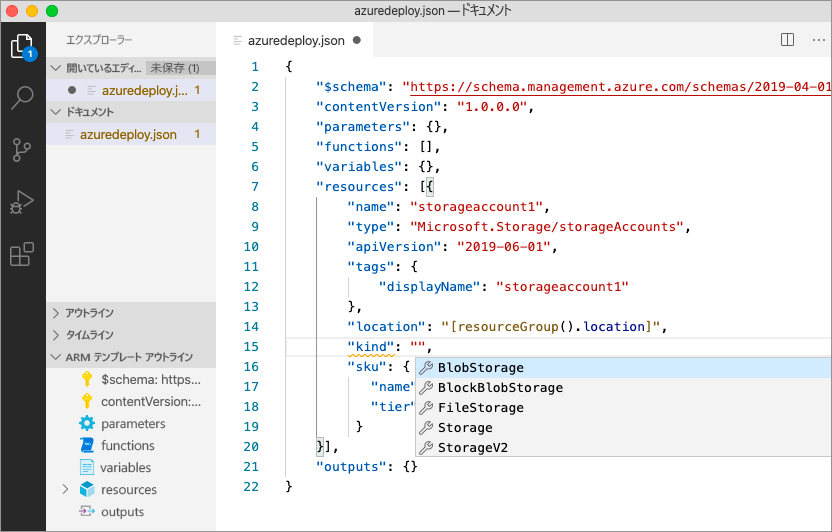 azuredeploy.json — ドキュメント
エクスプローラー
開いているエディ... 未保存 (1)
azuredeploy.j... 1
ドキュメント
azuredeploy.json 1
アウトライン
タイムライン
ARM テンプレート アウトライン
$schema: https...
contentVersion:...
parameters
functions
variables
resources
outputs
1
azuredeploy.json
1 {
2 "$schema": "https://schema.management.azure.com/schemas/2019-04-01
3 "contentVersion": "1.0.0.0",
4 "parameters": {},
5 "functions": [],
6 "variables": {},
7 "resources": [{
8 "name": "storageaccount1",
9 "type": "Microsoft.Storage/storageAccounts",
10 "apiVersion": "2019-06-01",
11 "tags": {
12 "displayName": "storageaccount1"
13 },
14 "location": "[resourceGroup().location]",
15 "kind": "",
16 "sku": {
17 "name"
18 "tier"
19 }
20 }],
21 "outputs": {}
22 }
BlobStorage
BlockBlobStorage
FileStorage
Storage
StorageV2